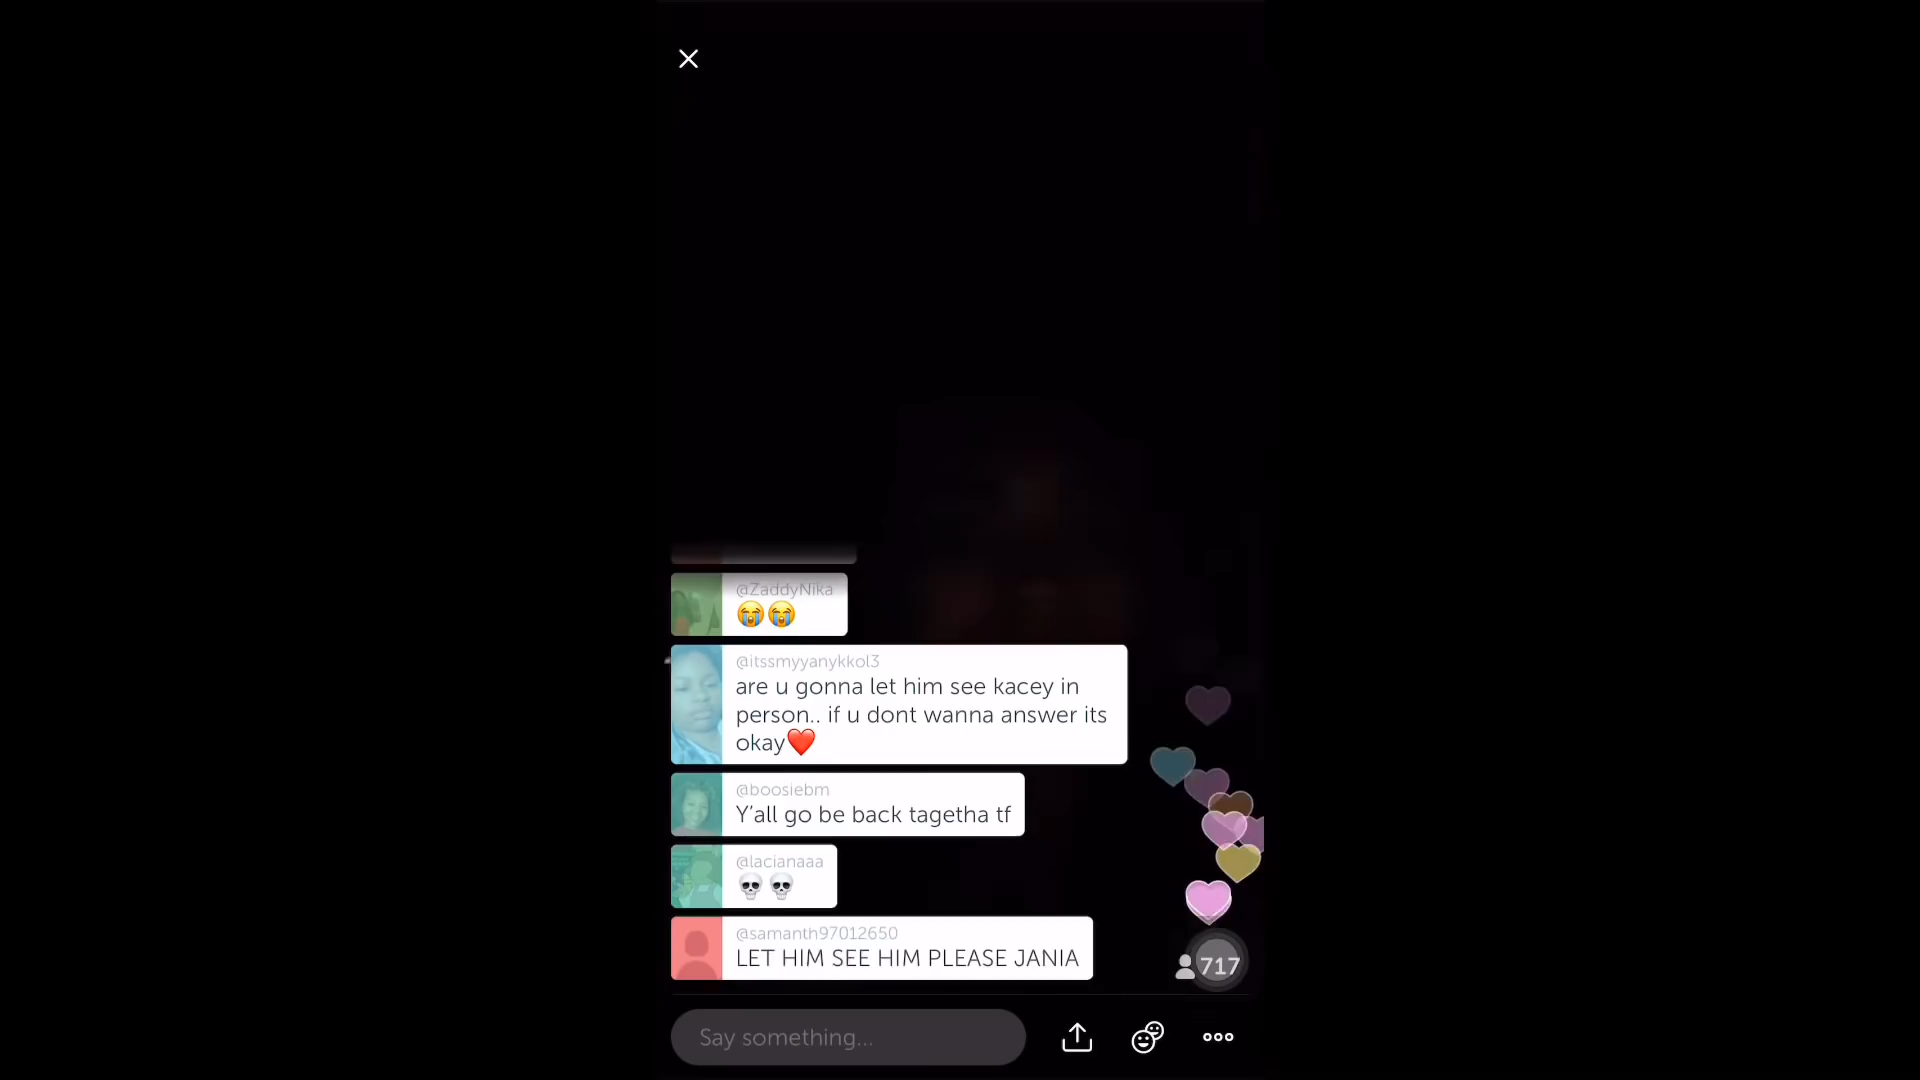 @ZaddyNika
😭😭
@itssmyyanykkol3
are u gonna let him see kacey in
person.. if u dont wanna answer its
okay❤️
@boosiebm
Y’all go be back tagetha tf
@lacianaaa
💀💀
@samanth97012650
LET HIM SEE HIM PLEASE JANIA
717
Say something...